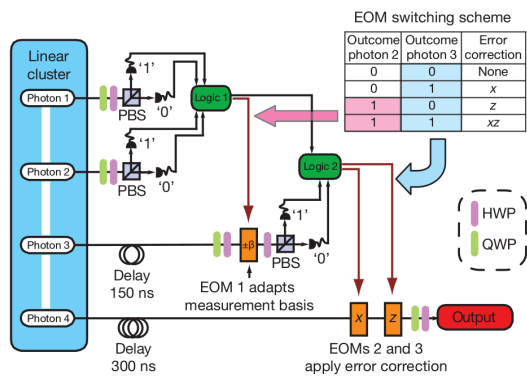 EOM switching scheme
Outcome photon 2 Outcome photon 3 Error correction
0 0 None
0 1 x
1 0 z
1 1 xz
Linear cluster
Photon 1
Photon 2
Photon 3
Photon 4
'1'
'0'
PBS
'1'
'0'
PBS
Logic 1
Logic 2
'1'
'0'
PBS
±β
Delay
150 ns
EOM 1 adapts
measurement basis
HWP
QWP
Delay
300 ns
x
z
Output
EOMs 2 and 3
apply error correction